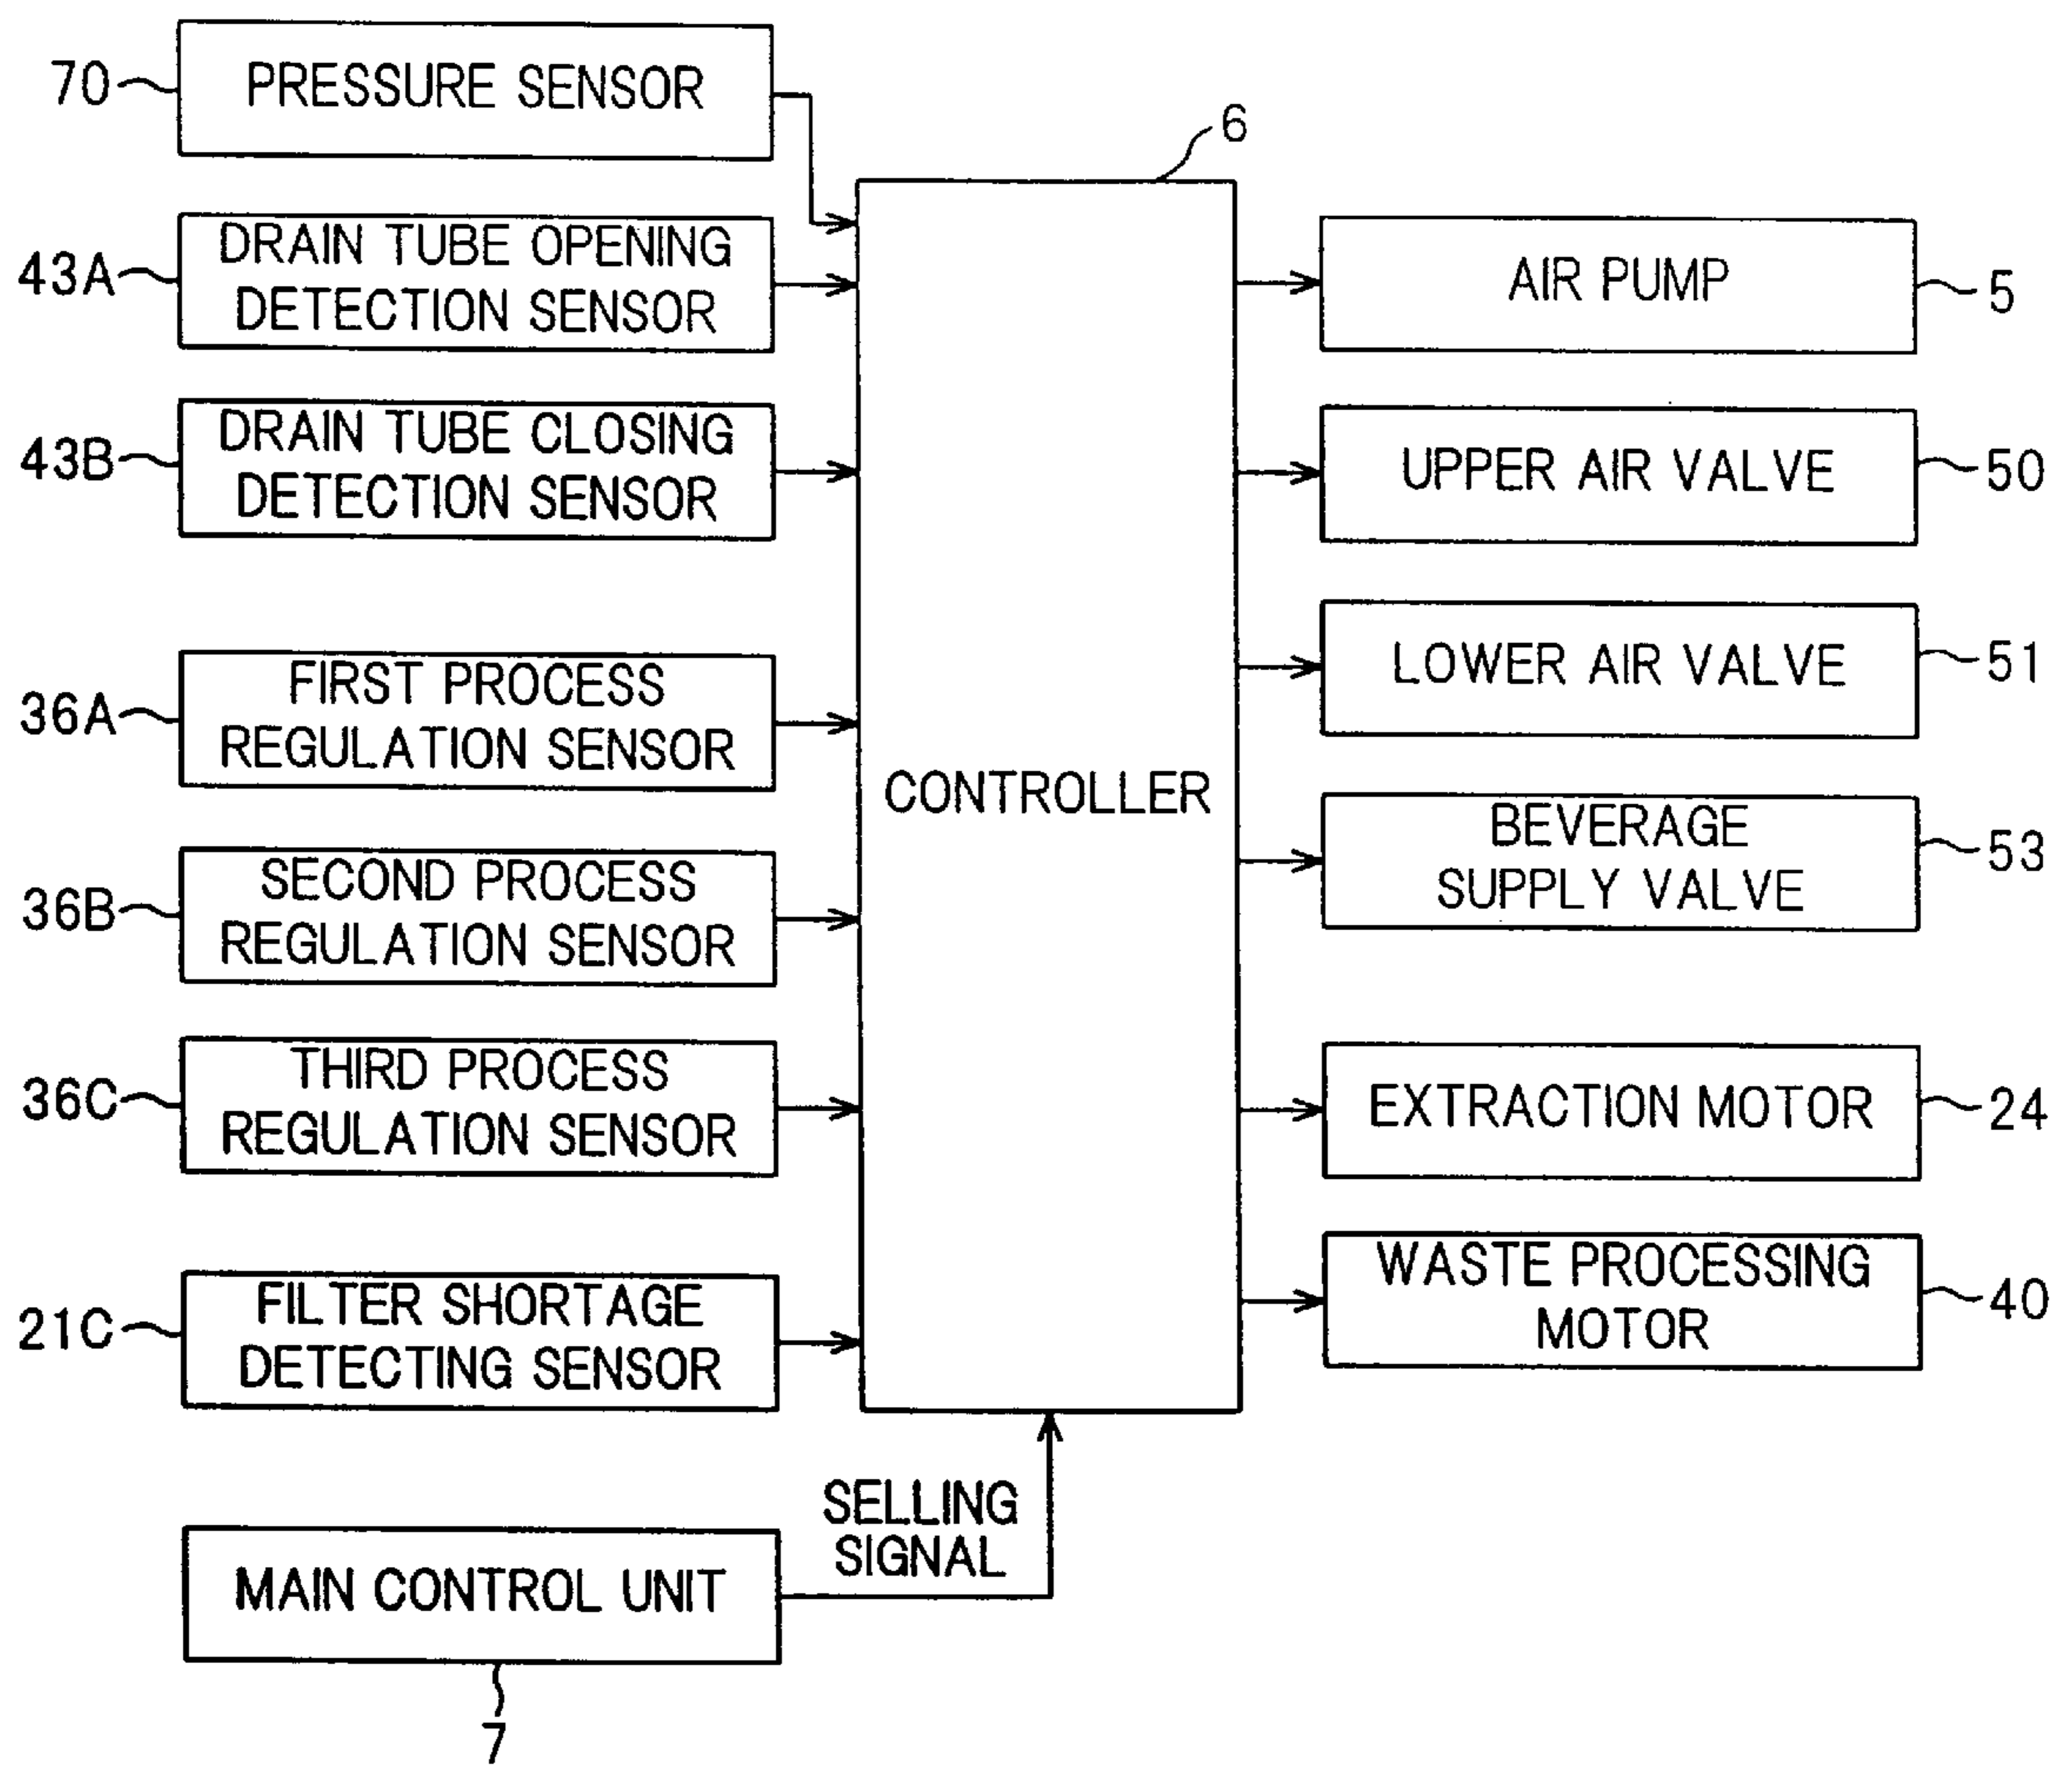 70
PRESSURE SENSOR
6
43A
DRAIN TUBE OPENING
DETECTION SENSOR
AIR PUMP
5
43B
DRAIN TUBE CLOSING
DETECTION SENSOR
UPPER AIR VALVE
50
36A
FIRST PROCESS
REGULATION SENSOR
LOWER AIR VALVE
51
CONTROLLER
BEVERAGE
SUPPLY VALVE
53
36B
SECOND PROCESS
REGULATION SENSOR
36C
THIRD PROCESS
REGULATION SENSOR
EXTRACTION MOTOR
24
21C
FILTER SHORTAGE
DETECTING SENSOR
WASTE PROCESSING
MOTOR
40
SELLING
SIGNAL
MAIN CONTROL UNIT
7